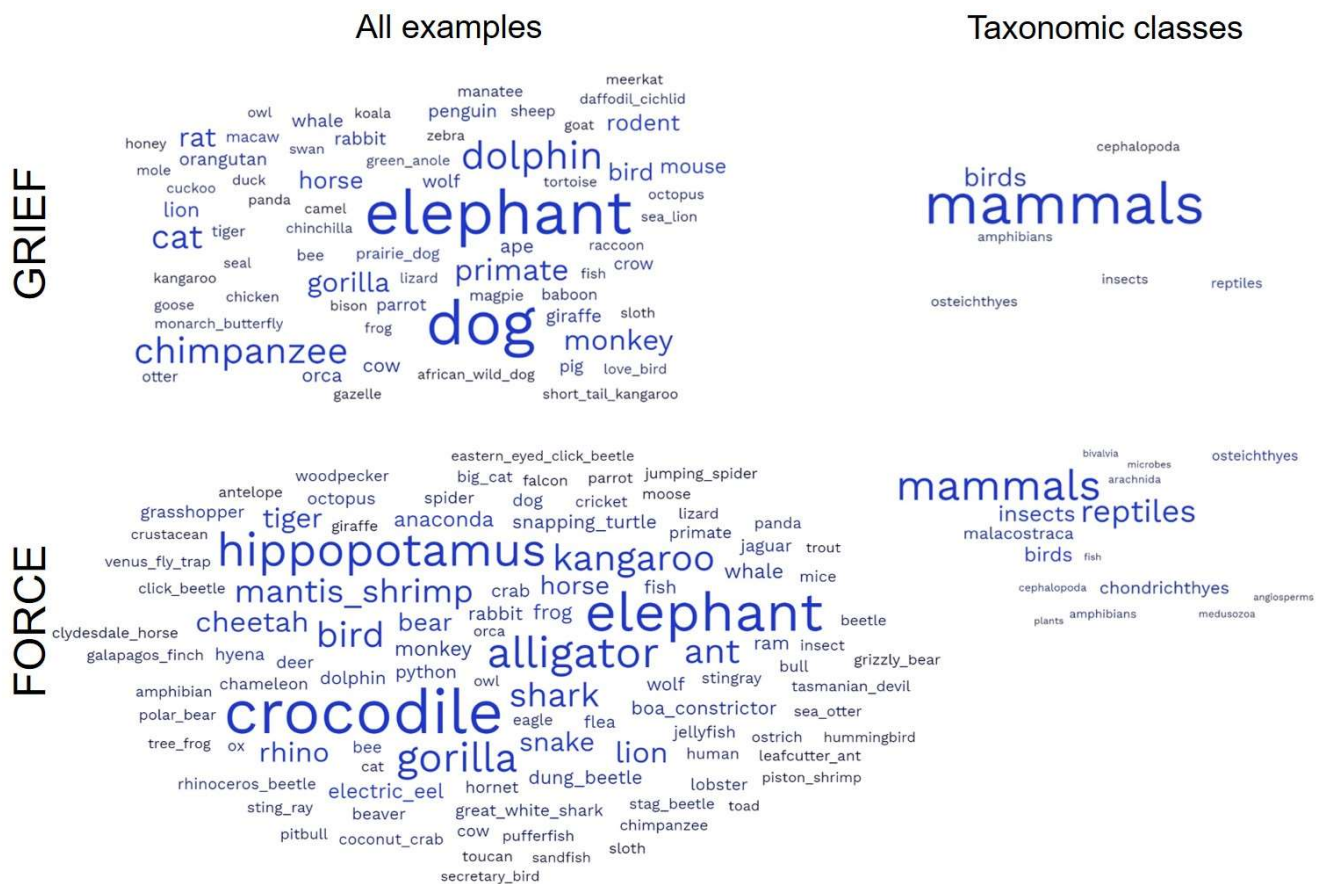 All examples
Taxonomic classes
GRIEF
meerkat
manatee
daffodil_cichlid
owl koala penguin sheep
whale goat rodent
honey rat macaw rabbit zebra
swan dolphin
orangutan green_anole bird mouse
mole duck horse wolf tortoise
cuckoo octopus
panda elephant
lion camel sea_lion
chinchilla
cat tiger ape raccoon
bee prairie_dog crow
seal primate fish
kangaroo gorilla lizard
chicken magpie baboon
goose bison parrot giraffe sloth
monarch_butterfly dog
frog monkey
chimpanzee cow pig love_bird
otter orca african_wild_dog
gazelle short_tail_kangaroo
cephalopoda
birds
mammals
amphibians
insects reptiles
osteichthyes
FORCE
eastern_eyed_click_beetle
woodpecker big_cat falcon parrot jumping_spider
antelope octopus spider dog cricket moose
grasshopper tiger giraffe anaconda snapping_turtle lizard
crustacean primate panda
hippopotamus kangaroo jaguar trout
venus_fly_trap whale mice
click_beetle mantis_shrimp crab horse fish
cheetah rabbit frog elephant beetle
clydesdale_horse bird bear orca
galapagos_finch hyena monkey alligator ant ram insect
deer bull grizzly_bear
amphibian chameleon dolphin python owl wolf stingray tasmanian_devil
polar_bear crocodile shark boa_constrictor sea_otter
eagle flea
tree_frog ox rhino bee snake jellyfish ostrich hummingbird
cat gorilla lion human leafcutter_ant
rhinoceros_beetle electric_eel hornet dung_beetle lobster piston_shrimp
sting_ray beaver great_white_shark stag_beetle toad
pitbull coconut_crab cow pufferfish chimpanzee
toucan sandfish sloth
secretary_bird
bivalvia osteichthyes
microbes
mammals arachnida
insects reptiles
malacostraca
birds fish
cephalopoda chondrichthyes
angiosperms
plants amphibians medusozoa